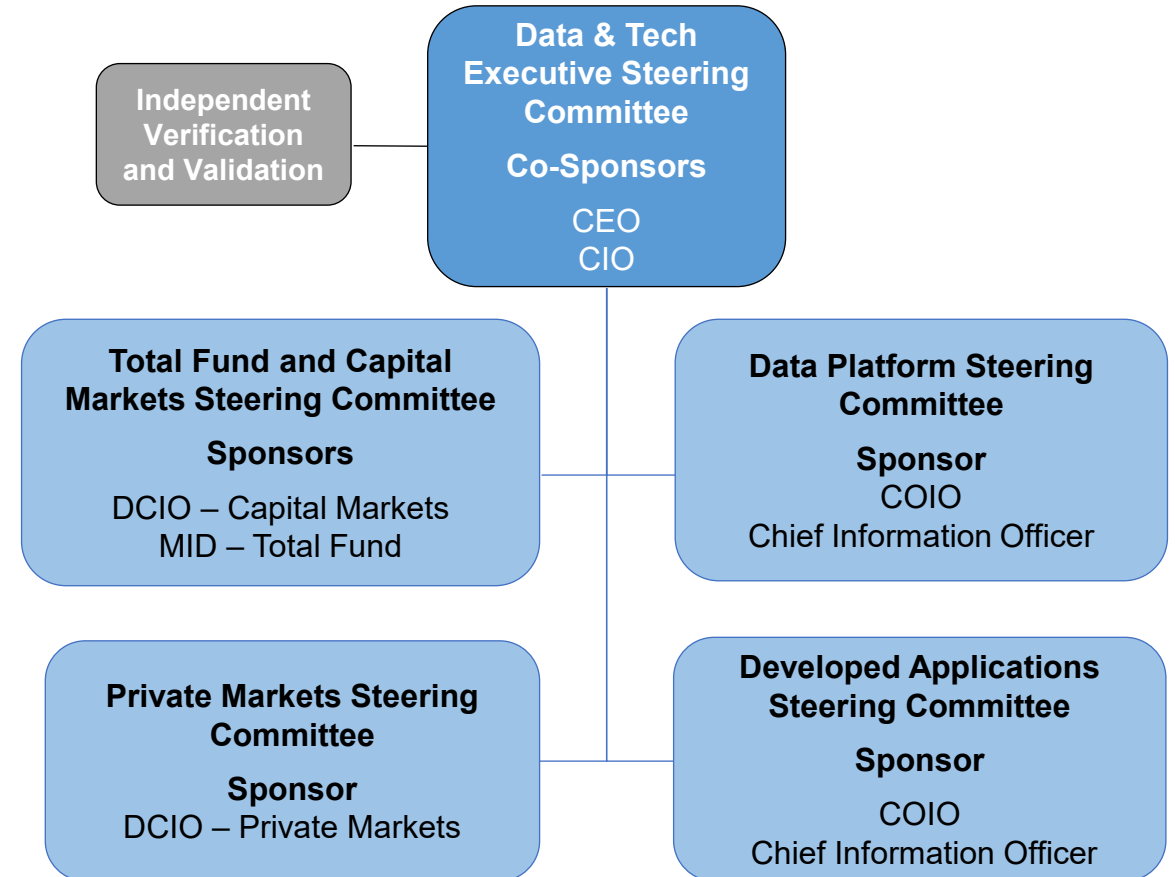 Data & Tech
Executive Steering
Committee
Co-Sponsors
CEO
CIO
Independent
Verification
and Validation
Total Fund and Capital
Markets Steering Committee
Sponsors
DCIO – Capital Markets
MID – Total Fund
Data Platform Steering
Committee
Sponsor
COIO
Chief Information Officer
Private Markets Steering
Committee
Sponsor
DCIO – Private Markets
Developed Applications
Steering Committee
Sponsor
COIO
Chief Information Officer